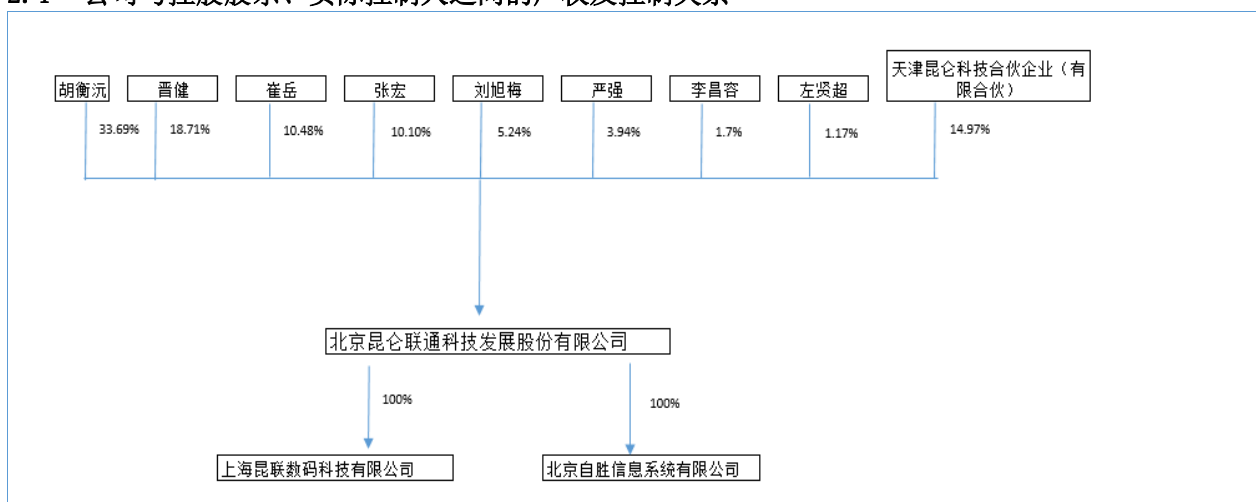 胡衡沅
晋健
崔岳
张宏
刘旭梅
严强
李昌容
左贤超
天津昆仑科技合伙企业（有
限合伙）
33.69%
18.71%
10.48%
10.10%
5.24%
3.94%
1.7%
1.17%
14.97%
北京昆仑联通科技发展股份有限公司
100%
100%
上海昆联数码科技有限公司
北京自胜信息系统有限公司